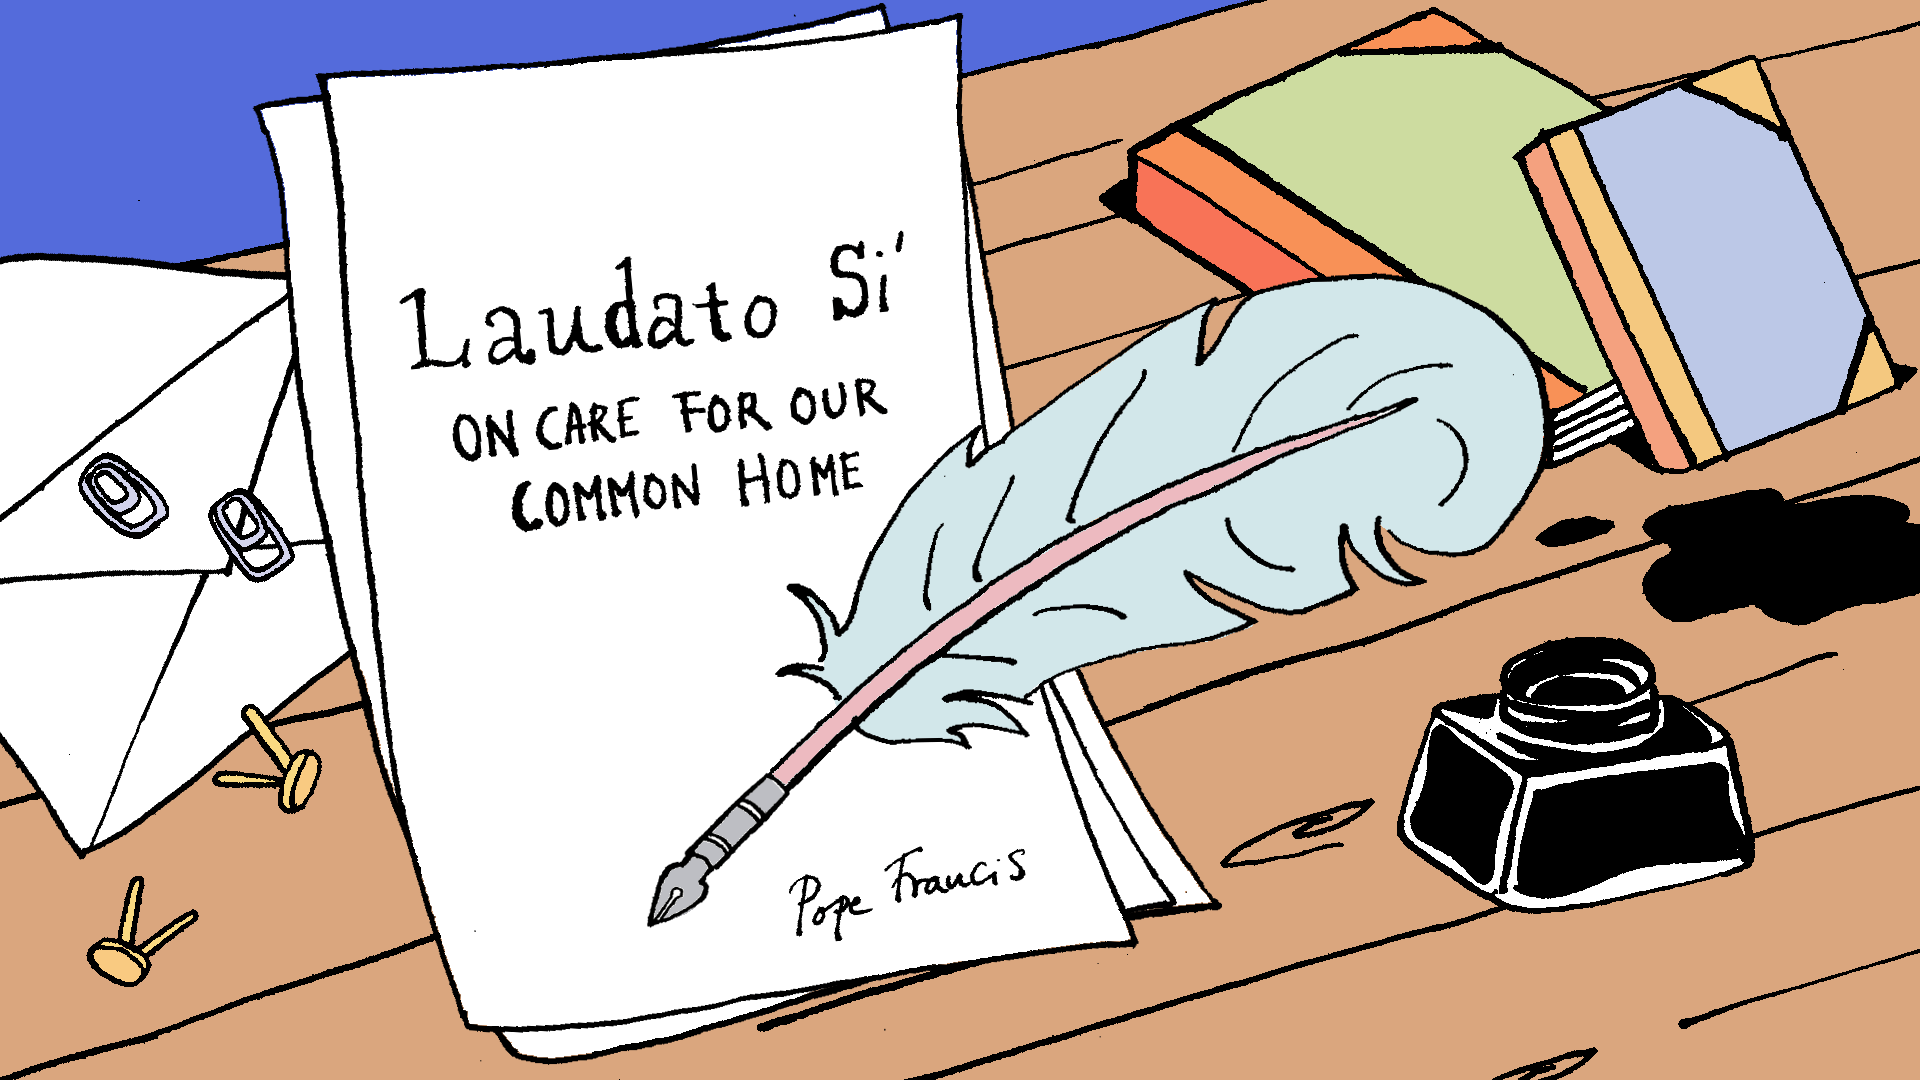 Laudato Si'
ON CARE FOR OUR
COMMON HOME
Pope Francis